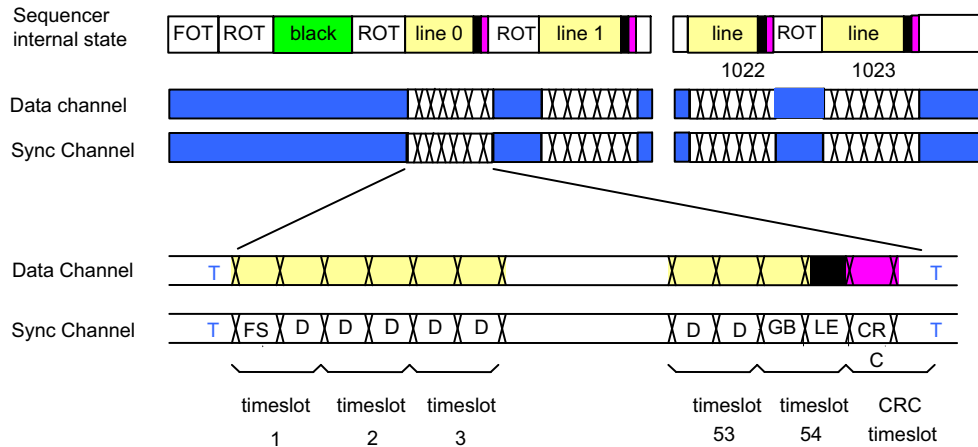 Sequencer
internal state
FOT ROT black ROT line 0 ROT line 1 line ROT line
1022 1023
Data channel
Sync Channel
Data Channel T T
Sync Channel T FS D D D D D D D GB LE CR T
C
timeslot timeslot timeslot timeslot timeslot CRC
1 2 3 53 54 timeslot